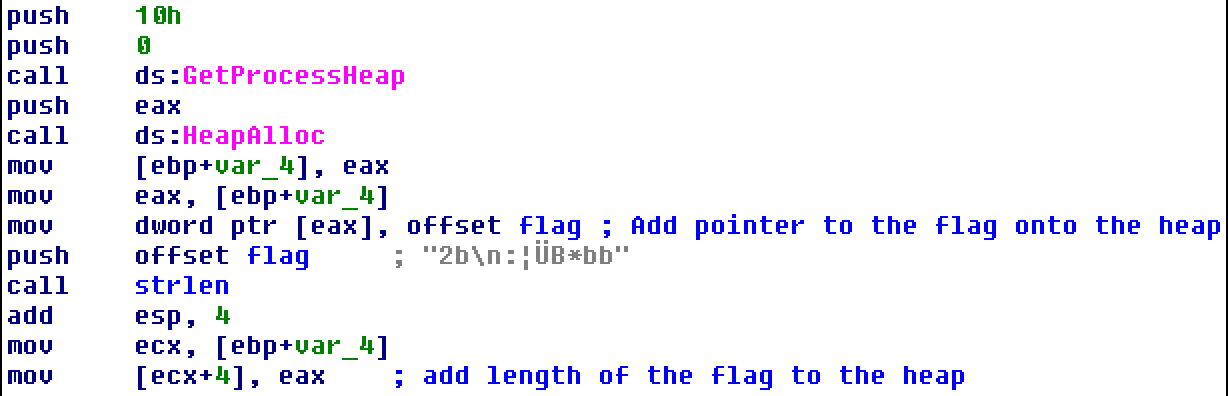 push 10h
push 0
call ds:GetProcessHeap
push eax
call ds:HeapAlloc
mov [ebp+var_4], eax
mov eax, [ebp+var_4]
mov dword ptr [eax], offset flag ; Add pointer to the flag onto the heap
push offset flag ; "2b\n:¦ÜB*bb"
call strlen
add esp, 4
mov ecx, [ebp+var_4]
mov [ecx+4], eax ; add length of the flag to the heap